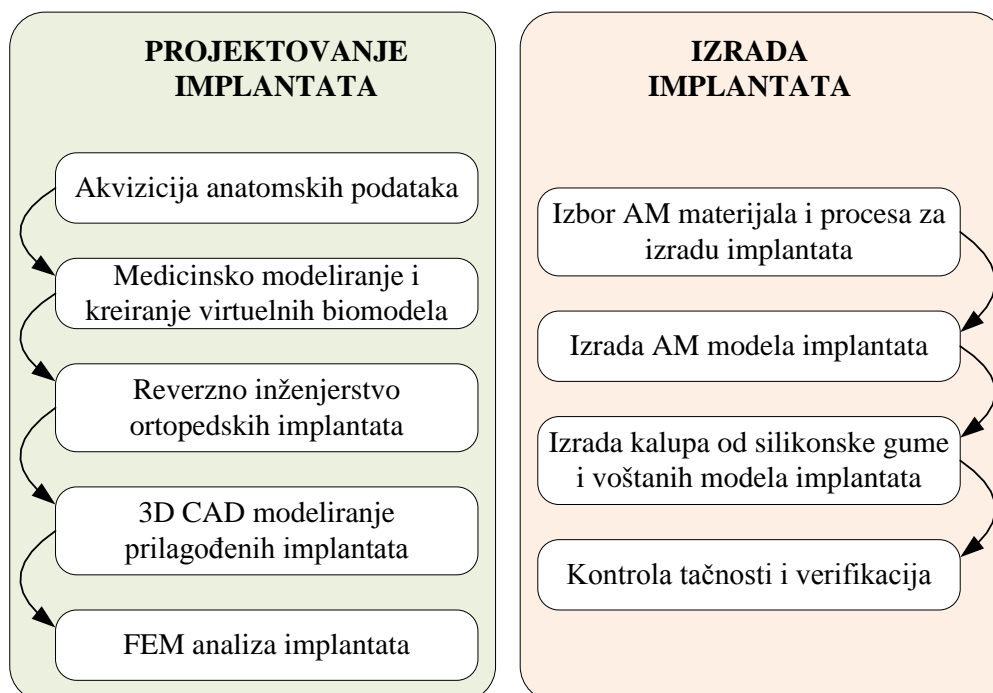 PROJEKTOVANJE
IMPLANTATA
Akvizicija anatomskih podataka
Medicinsko modeliranje i
kreiranje virtuelnih biomodela
Reverzno inženjerstvo
ortopedskih implantata
3D CAD modeliranje
prilagođenih implantata
FEM analiza implantata
IZRADA
IMPLANTATA
Izbor AM materijala i procesa za
izradu implantata
Izrada AM modela implantata
Izrada kalupa od silikonske gume
i voštanih modela implantata
Kontrola tačnosti i verifikacija